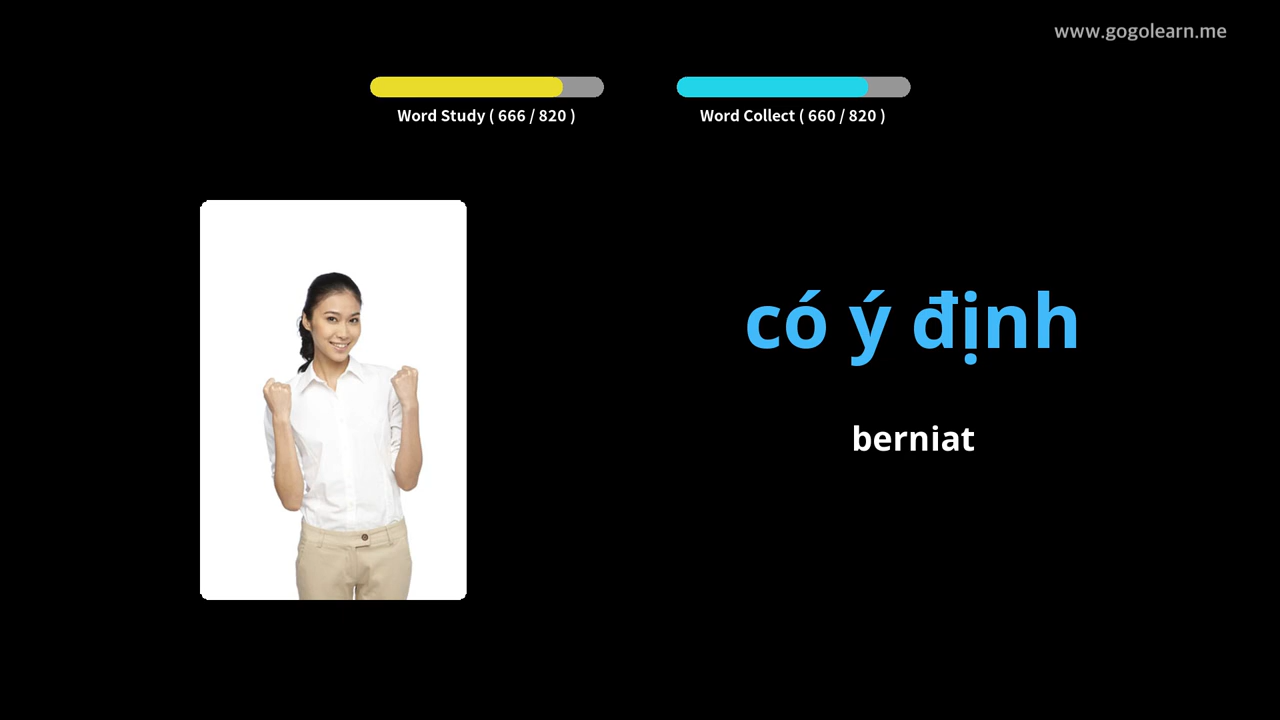 www.gogolearn.me
Word Study ( 666 / 820 )
Word Collect ( 660 / 820 )
có ý định
berniat